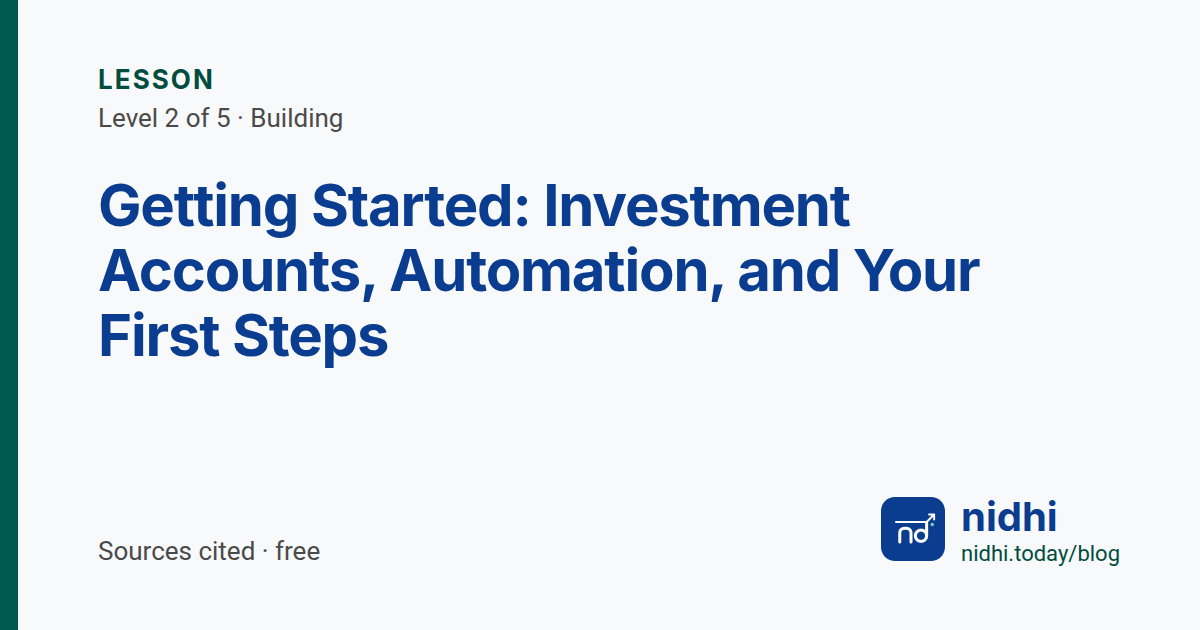 LESSON
Level 2 of 5 · Building
Getting Started: Investment
Accounts, Automation, and Your
First Steps
Sources cited · free
nd
nidhi
nidhi.today/blog